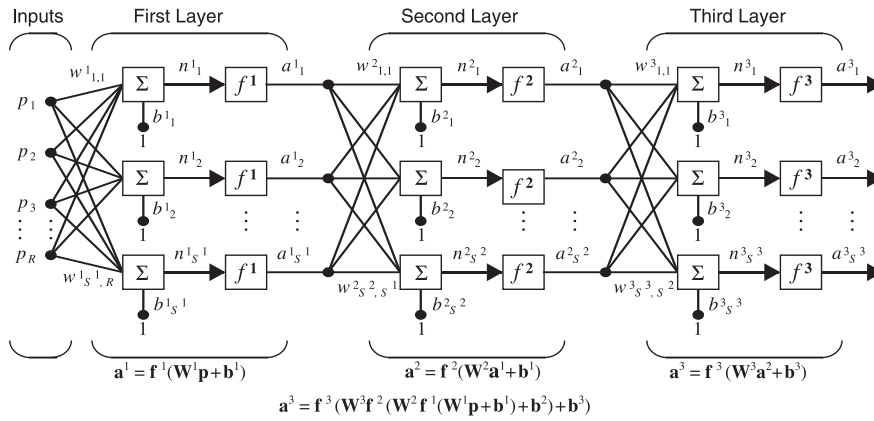 Inputs First Layer Second Layer Third Layer
w¹₁,₁ n¹₁ a¹₁ w²₁,₁ n²₁ a²₁ w³₁,₁ n³₁ a³₁
p₁ Σ f¹ Σ f² Σ f³
b¹₁ b²₁ b³₁
1 1 1
p₂ n¹₂ a¹₂ n²₂ a²₂ n³₂ a³₂
Σ f¹ Σ f² Σ f³
p₃ b¹₂ b²₂ b³₂
1 1 1
p_R n¹_S¹ a¹_S¹ n²_S² a²_S² n³_S³ a³_S³
Σ f¹ Σ f² Σ f³
w¹_S¹,R b¹_S¹ w²_S²,S¹ b²_S² w³_S³,S² b³_S³
1 1 1
a¹ = f¹(W¹p+b¹) a² = f²(W²a¹+b¹) a³ = f³(W³a²+b³)
a³ = f³(W³f²(W²f¹(W¹p+b¹)+b²)+b³)